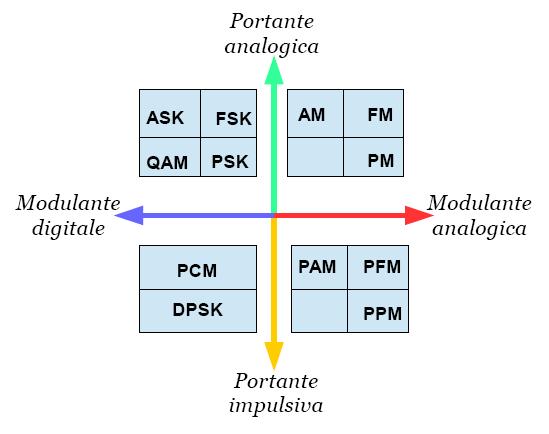 Portante
analogica
ASK FSK AM FM
QAM PSK PM
Modulante
digitale
Modulante
analogica
PCM PAM PFM
DPSK PPM
Portante
impulsiva